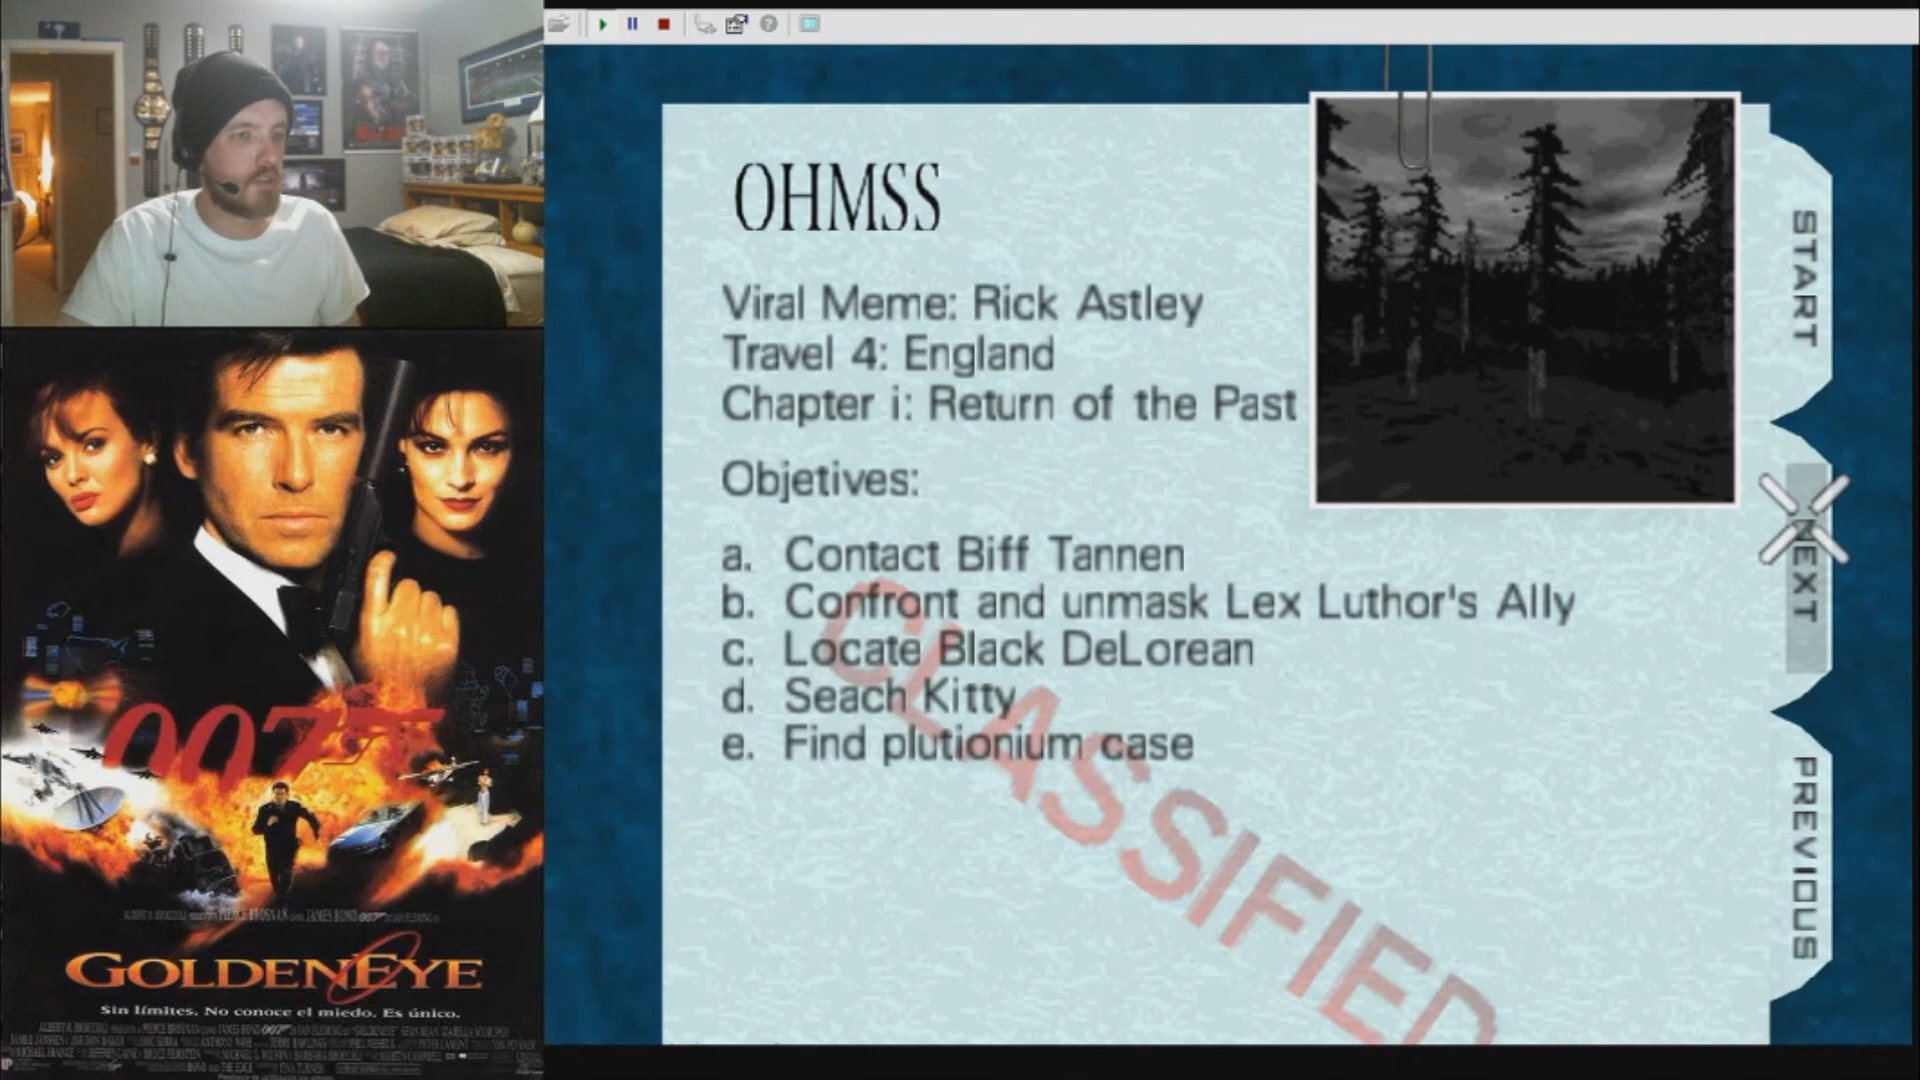 OHMSS
Viral Meme: Rick Astley
Travel 4: England
Chapter i: Return of the Past
Objetives:
a. Contact Biff Tannen
b. Confront and unmask Lex Luthor's Ally
c. Locate Black DeLorean
d. Seach Kitty
e. Find plutionium case
CLASSIFIED
START
NEXT
PREVIOUS
007
GOLDENEYE
Sin límites. No conoce el miedo. Es único.